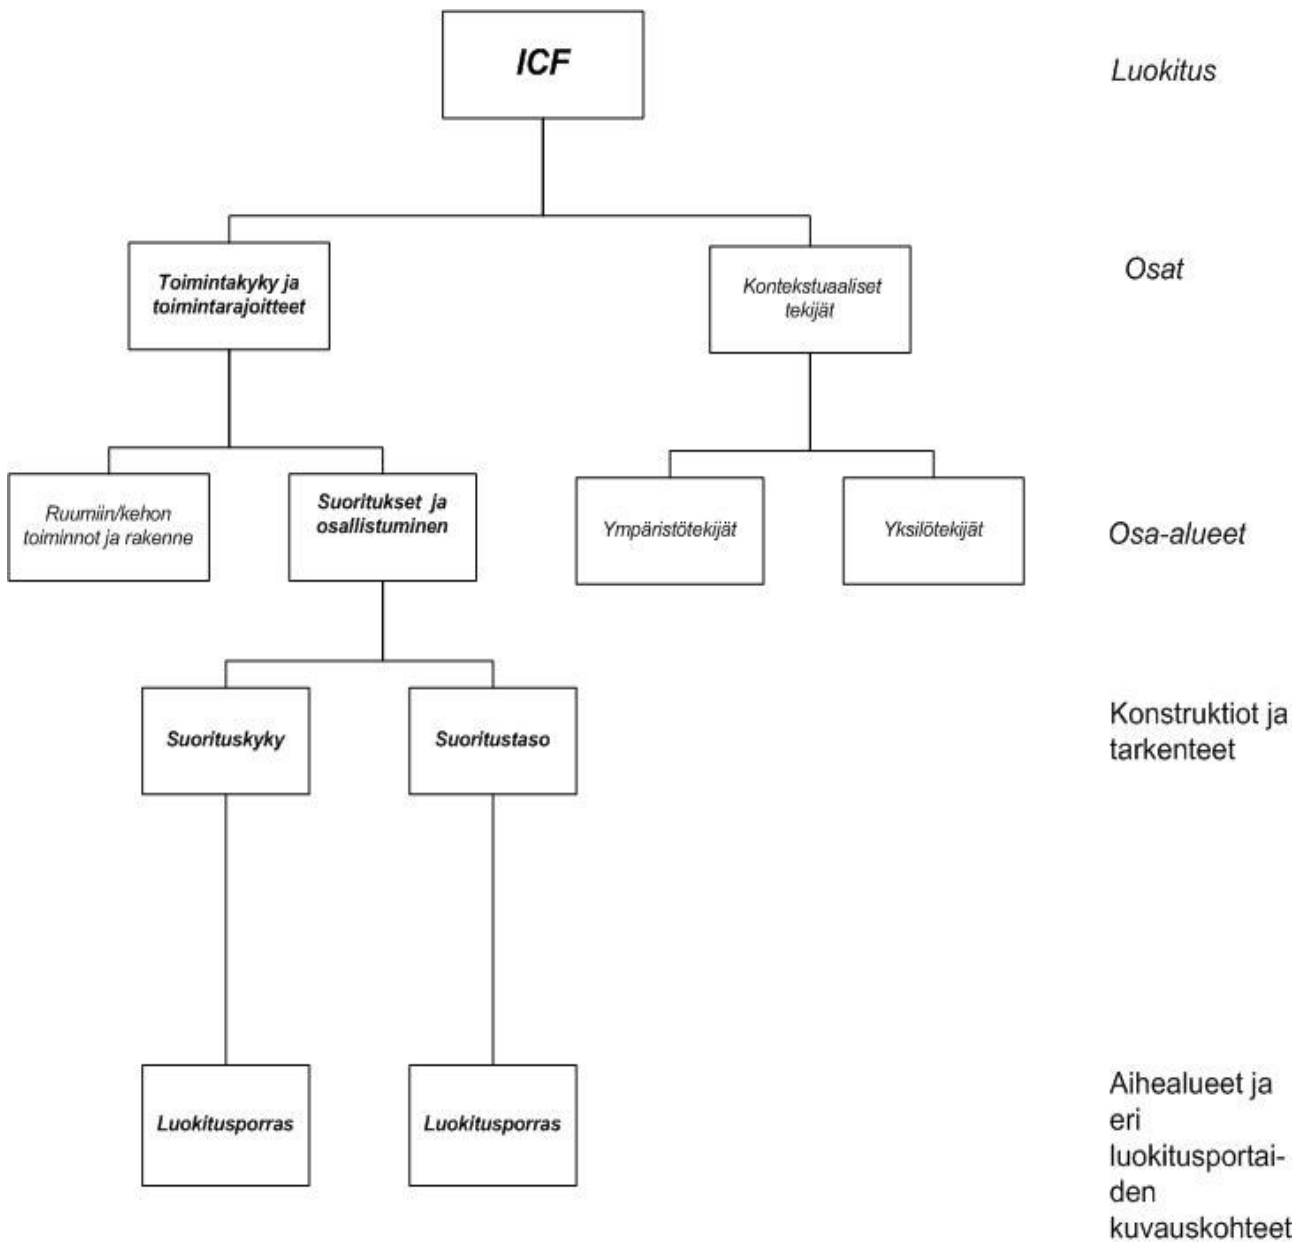 ICF
Luokitus
Toimintakyky ja
toimintarajoitteet
Kontekstuaaliset
tekijät
Osat
Ruumiin/kehon
toiminnot ja rakenne
Suoritukset ja
osallistuminen
Ympäristötekijät
Yksilötekijät
Osa-alueet
Suorituskyky
Suoritustaso
Konstruktiot ja
tarkenteet
Luokitusporras
Luokitusporras
Aihealueet ja
eri
luokitusportai-
den
kuvauskohteet